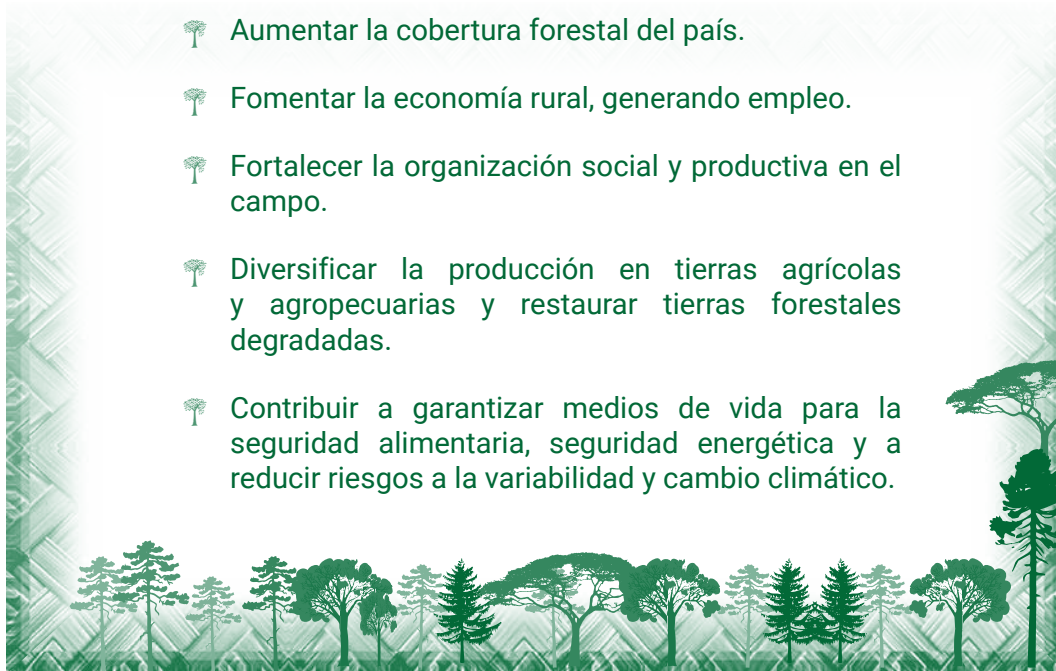 Aumentar la cobertura forestal del país.
Fomentar la economía rural, generando empleo.
Fortalecer la organización social y productiva en el
campo.
Diversificar la producción en tierras agrícolas
y agropecuarias y restaurar tierras forestales
degradadas.
Contribuir a garantizar medios de vida para la
seguridad alimentaria, seguridad energética y a
reducir riesgos a la variabilidad y cambio climático.